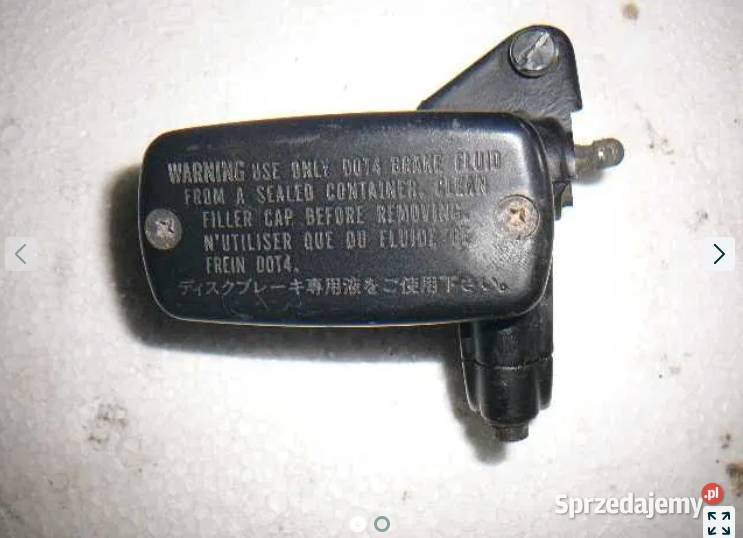 WARNING USE ONLY DOT4 BRAKE FLUID
FROM A SEALED CONTAINER. CLEAN
FILLER CAP BEFORE REMOVING.
N'UTILISER QUE DU FLUIDE DE
FREIN DOT4.
ディスクブレーキ専用液をご使用下さい。
Sprzedajemy.pl